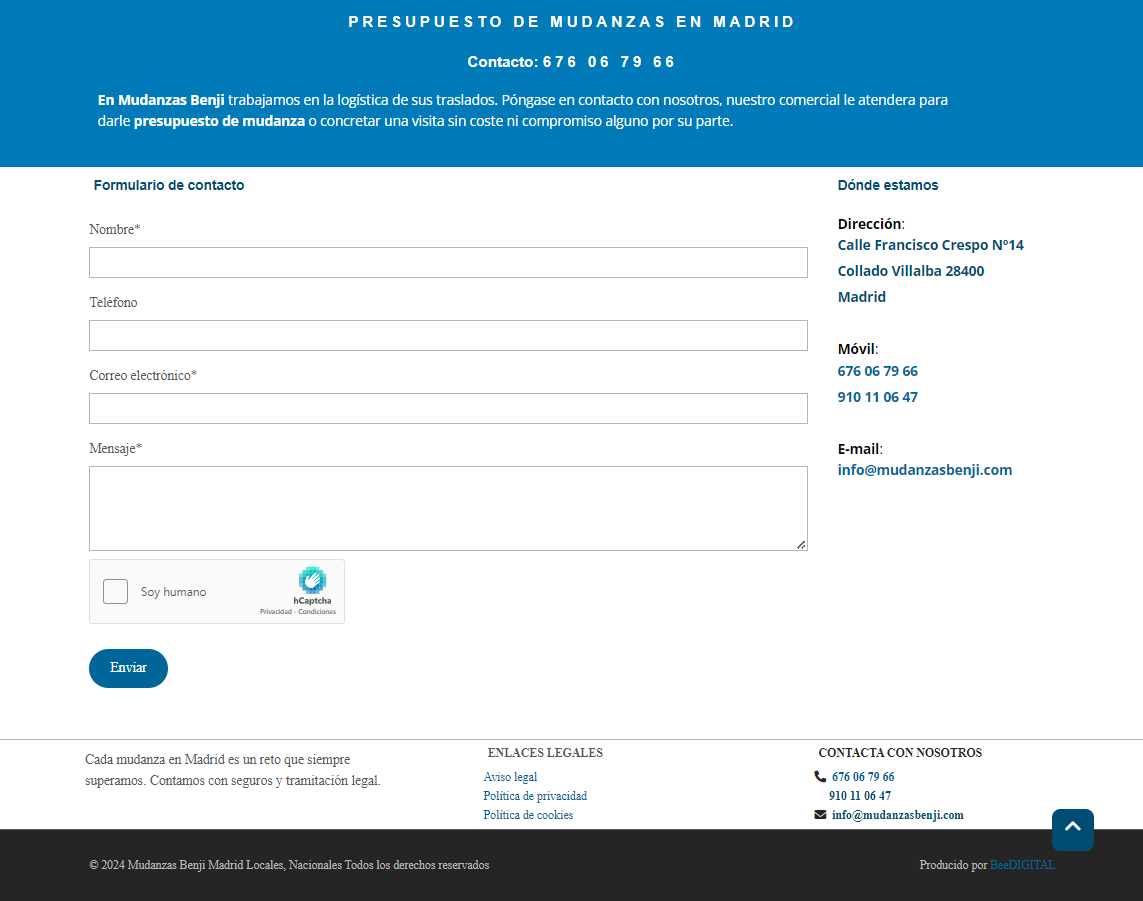 PRESUPUESTO DE MUDANZAS EN MADRID
Contacto: 676 06 79 66
En Mudanzas Benji trabajamos en la logística de sus traslados. Póngase en contacto con nosotros, nuestro comercial le atendera para
darle presupuesto de mudanza o concretar una visita sin coste ni compromiso alguno por su parte.
Formulario de contacto
Nombre*
Teléfono
Correo electrónico*
Mensaje*
Soy humano
hCaptcha
Privacidad - Condiciones
Enviar
Dónde estamos
Dirección:
Calle Francisco Crespo Nº14
Collado Villalba 28400
Madrid
Móvil:
676 06 79 66
910 11 06 47
E-mail:
info@mudanzasbenji.com
Cada mudanza en Madrid es un reto que siempre
superamos. Contamos con seguros y tramitación legal.
ENLACES LEGALES
Aviso legal
Política de privacidad
Política de cookies
CONTACTA CON NOSOTROS
676 06 79 66
910 11 06 47
info@mudanzasbenji.com
© 2024 Mudanzas Benji Madrid Locales, Nacionales Todos los derechos reservados
Producido por BeeDIGITAL